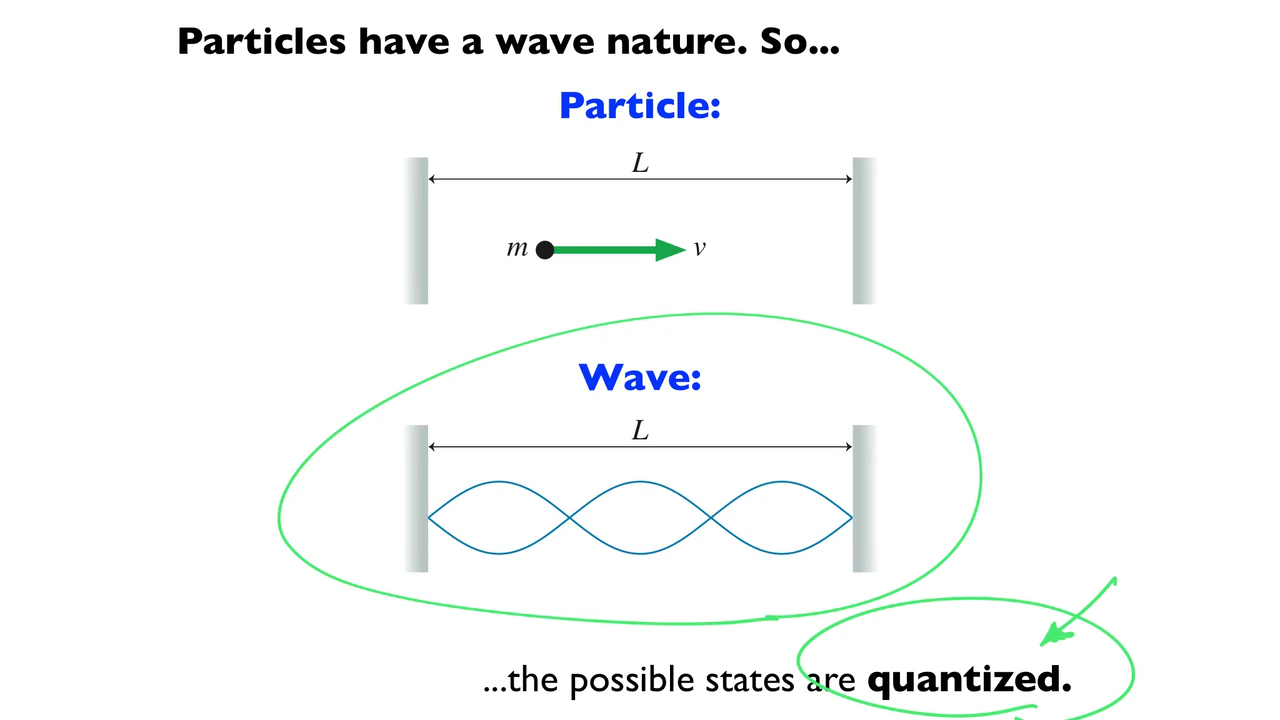 Particles have a wave nature. So...
Particle:
L
m
v
Wave:
L
...the possible states are quantized.